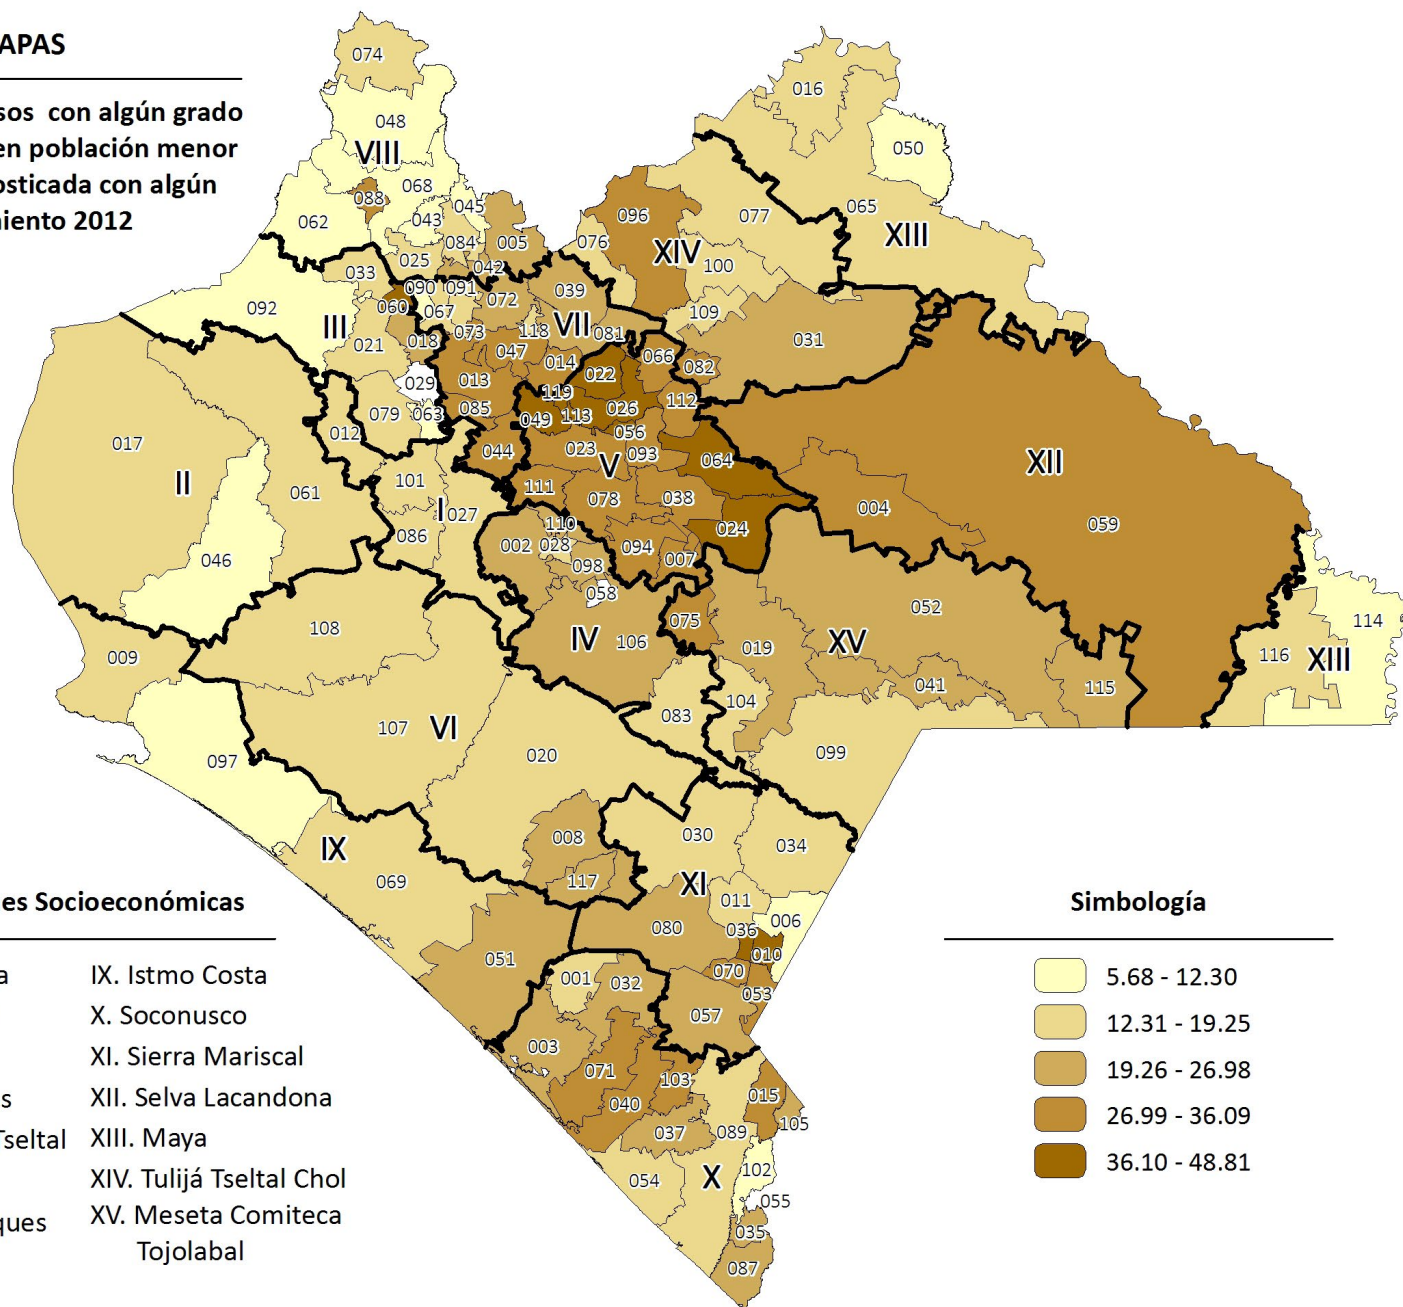 APAS
sos con algún grado
en población menor
osticada con algún
miento 2012
074
016
048
050
VIII
068
088
045
062
043
065
096
077
005
084
076
XIII
XIV
025
042
033
100
090
091
039
072
060
092
067
109
III
VII
073
118
081
031
018
021
047
066
014
082
022
029
013
119
112
026
085
079
063
049
113
012
056
017
044
023
093
064
XII
V
II
101
111
061
078
038
004
I
027
059
110
024
086
002
028
094
007
046
098
058
052
075
114
108
IV
106
XV
019
116
XIII
009
041
115
104
083
107
VI
099
020
097
030
008
034
IX
069
117
XI
011
006
080
036
010
051
070
001
032
053
057
003
071
103
015
040
105
037
089
102
054
X
055
035
087
nes Socioeconómicas
a
IX. Istmo Costa
X. Soconusco
XI. Sierra Mariscal
s
XII. Selva Lacandona
Tseltal
XIII. Maya
XIV. Tulijá Tseltal Chol
ques
XV. Meseta Comiteca
Tojolabal
Simbología
5.68 - 12.30
12.31 - 19.25
19.26 - 26.98
26.99 - 36.09
36.10 - 48.81